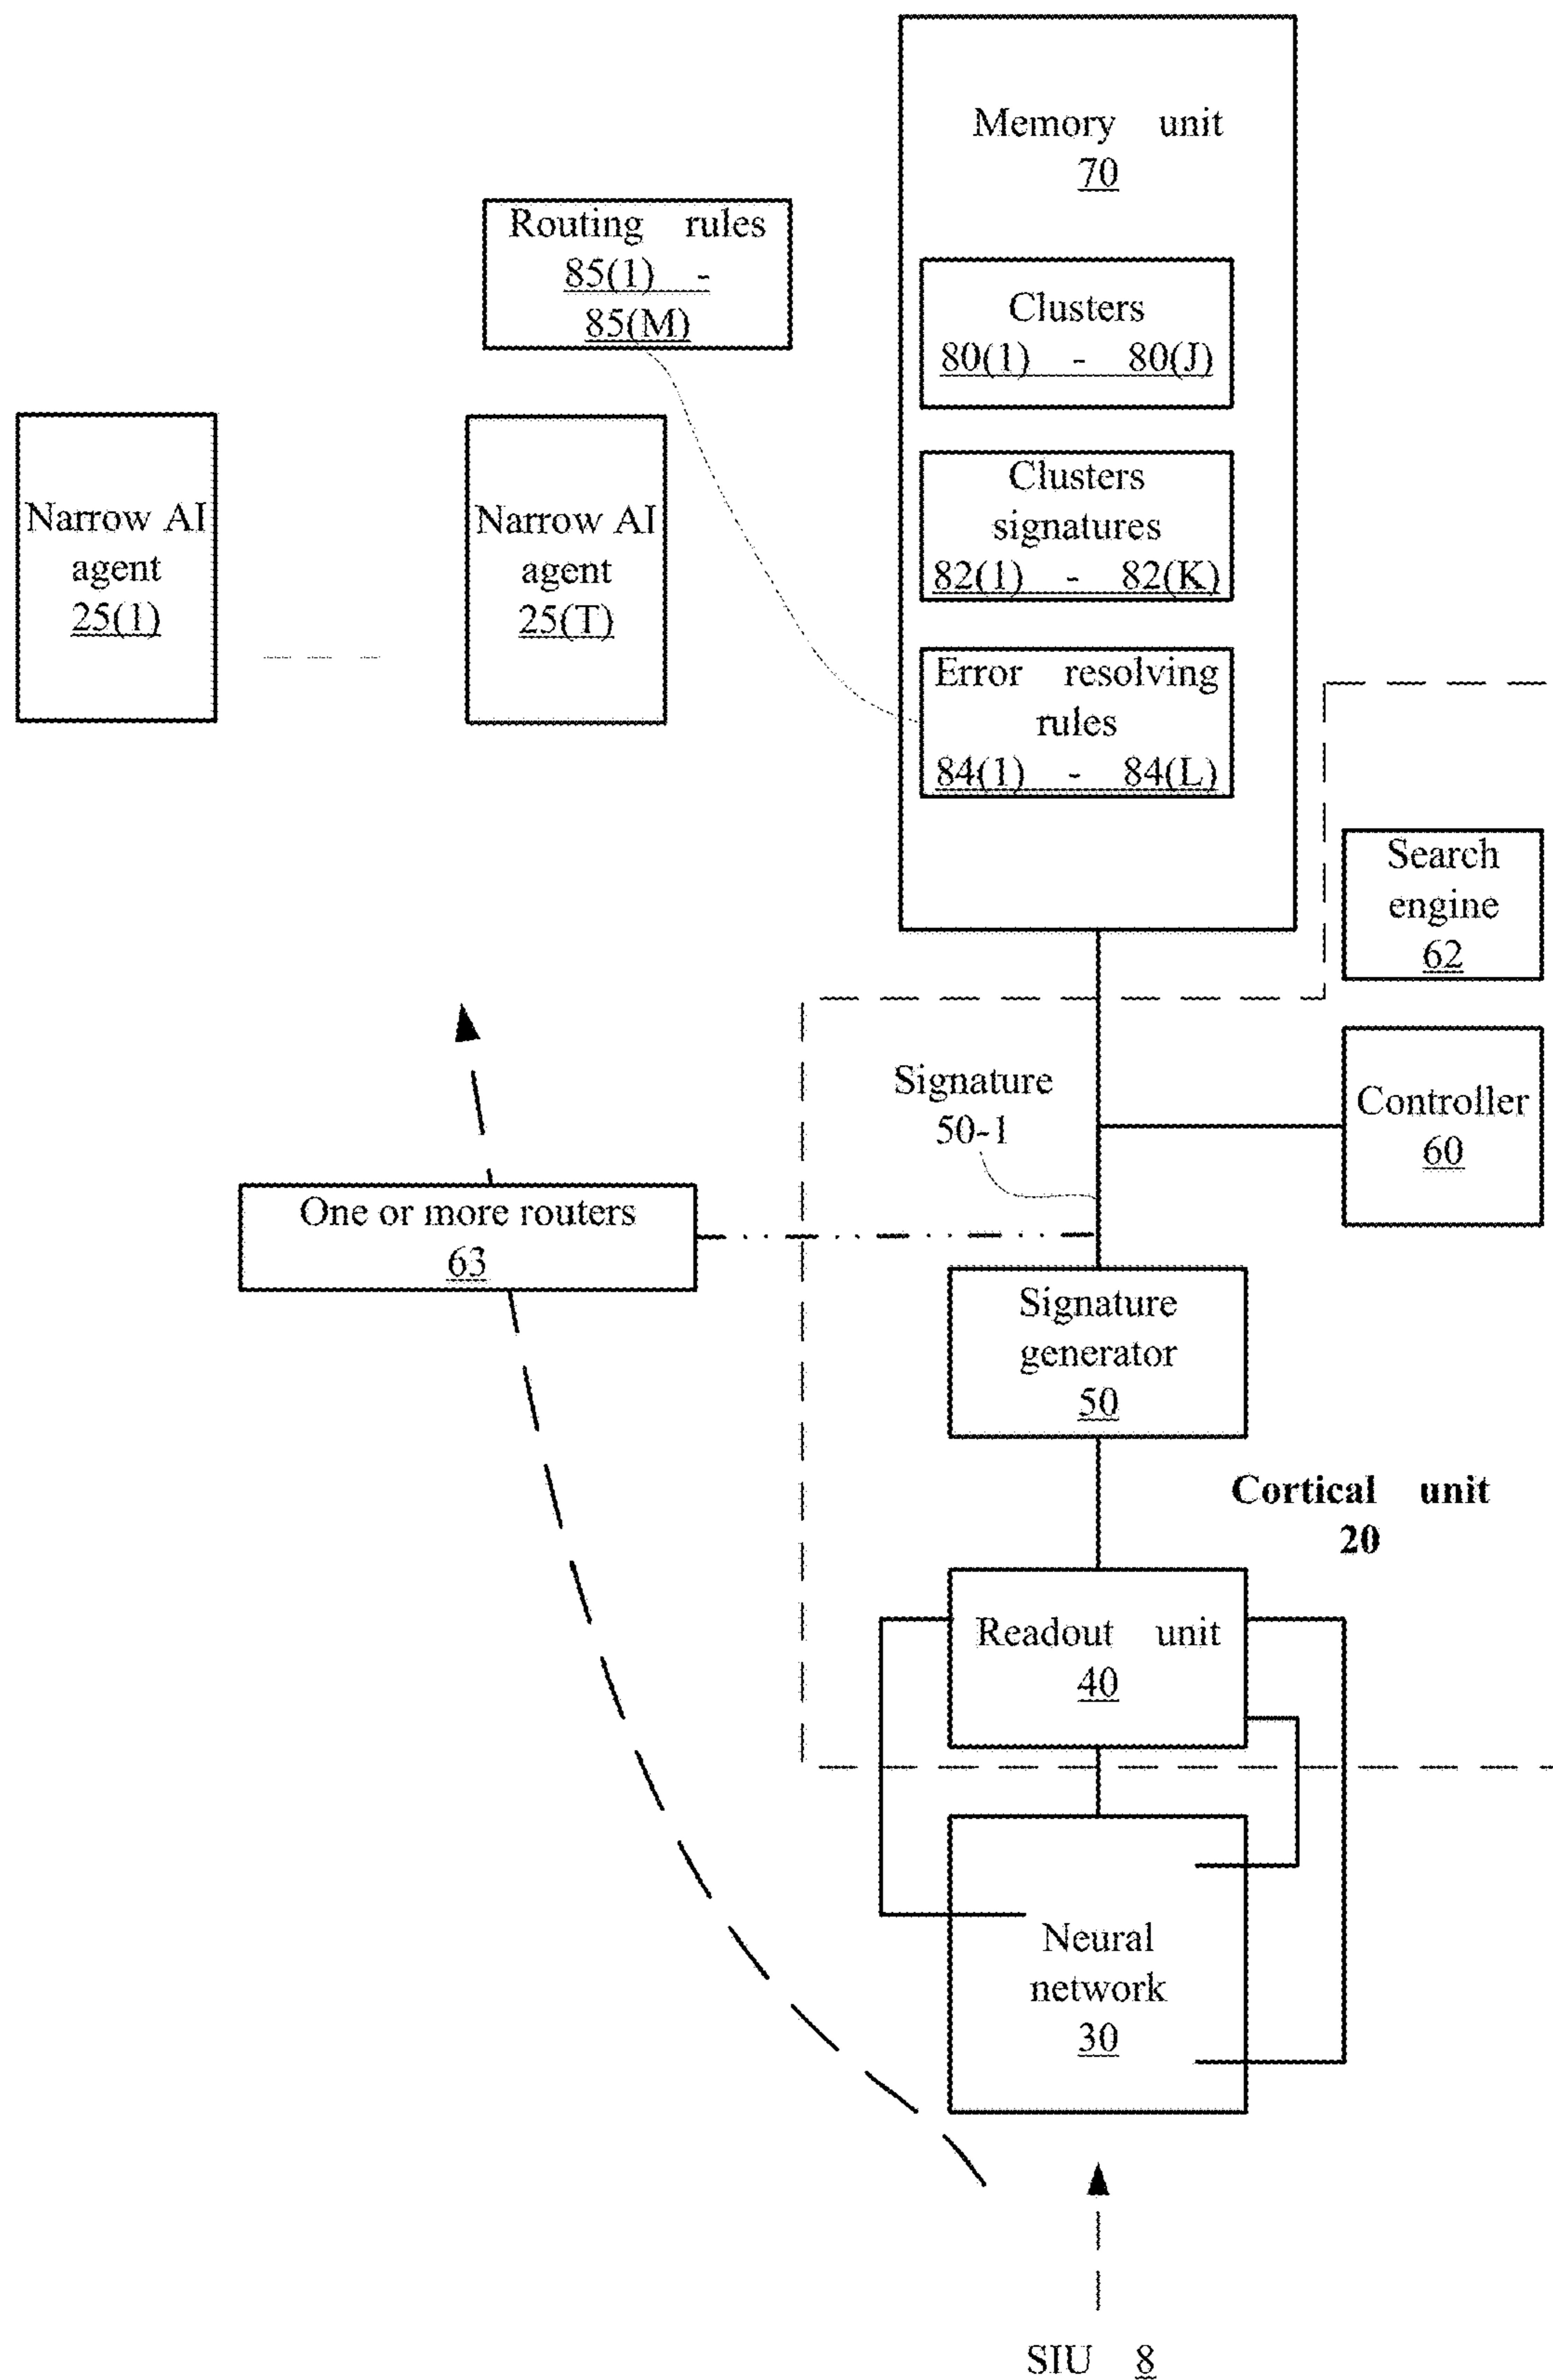 Memory unit
70
Routing rules
85(1) -
85(M)
Clusters
80(1) - 80(J)
Clusters
signatures
82(1) - 82(K)
Narrow AI
agent
25(1)
Narrow AI
agent
25(T)
Error resolving
rules
84(1) - 84(L)
Search
engine
62
Signature
50-1
Controller
60
One or more routers
63
Signature
generator
50
Cortical unit
20
Readout unit
40
Neural
network
30
SIU 8